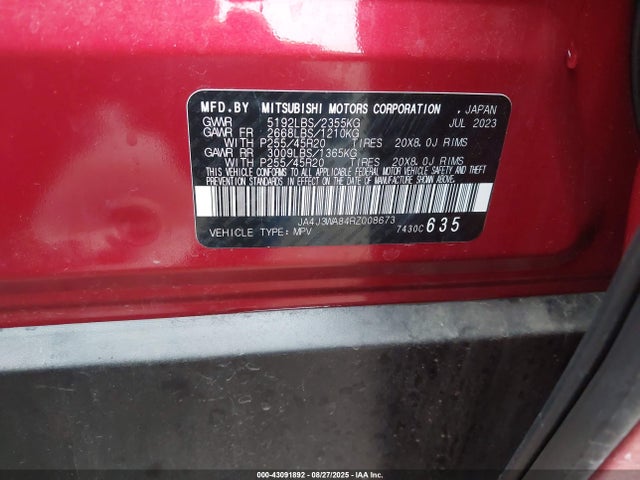 MFD.BY MITSUBISHI MOTORS CORPORATION , JAPAN
GVWR 5192LBS/2355KG JUL 2023
GAWR FR 2668LBS/1210KG
WITH P255/45R20 TIRES 20X8.0J RIMS
GAWR RR 3009LBS/1365KG
WITH P255/45R20 TIRES 20X8.0J RIMS
THIS VEHICLE CONFORMS TO ALL APPLICABLE FEDERAL MOTOR VEHICLE SAFETY AND THEFT
PREVENTION STANDARDS IN EFFECT ON THE DATE OF MANUFACTURE SHOWN ABOVE.
JA4J3WA84RZ008673
VEHICLE TYPE: MPV 7430C 635
000-43091892 08/27/2025 IAA Inc.